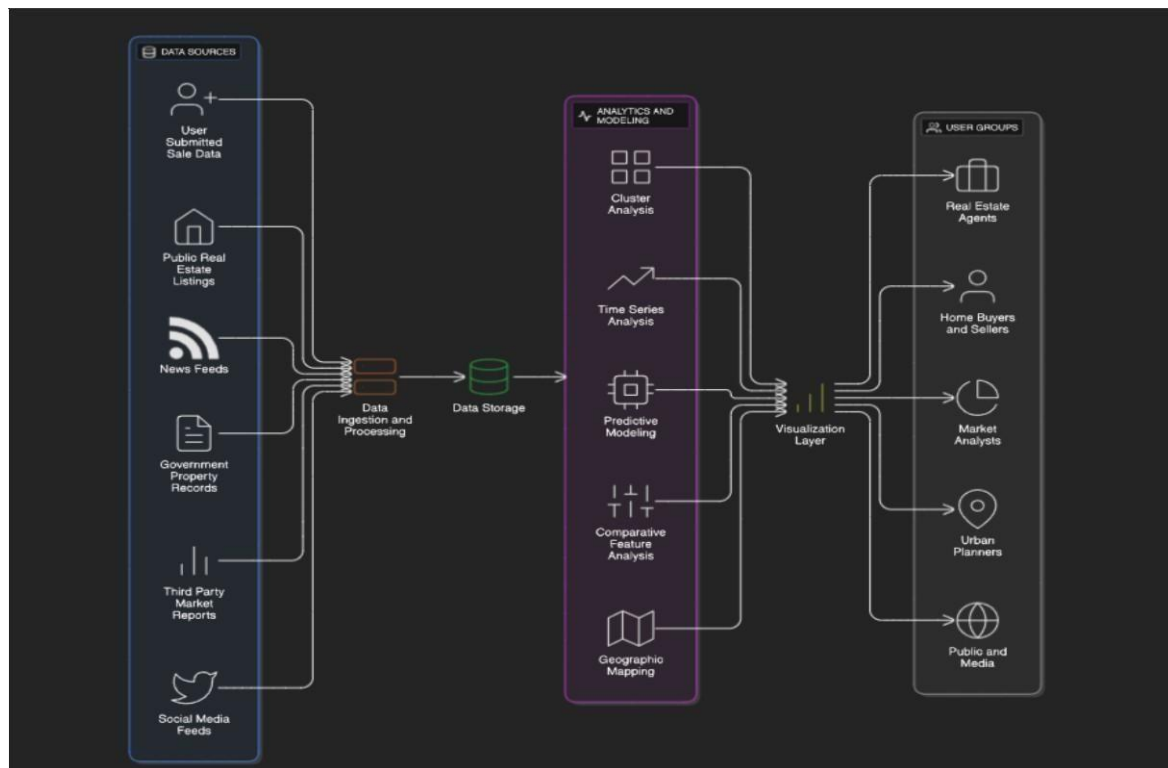 DATA SOURCES
User
Submitted
Sale Data
Public Real
Estate
Listings
News Feeds
Government
Property
Records
Third Party
Market
Reports
Social Media
Feeds
Data
Ingestion and
Processing
Data Storage
ANALYTICS AND
MODELING
Cluster
Analysis
Time Series
Analysis
Predictive
Modeling
Comparative
Feature
Analysis
Geographic
Mapping
Visualization
Layer
USER GROUPS
Real Estate
Agents
Home Buyers
and Sellers
Market
Analysts
Urban
Planners
Public and
Media